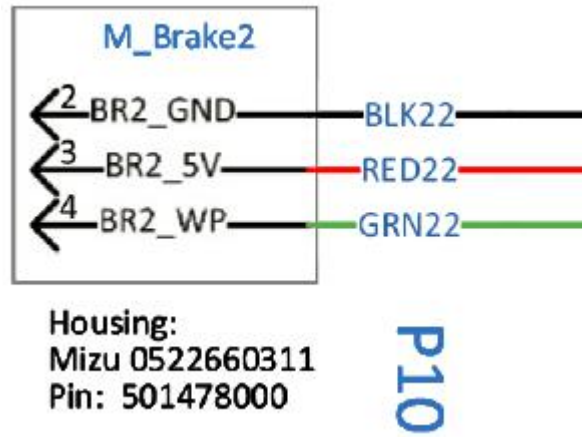 M_Brake2
2 BR2_GND BLK22
3 BR2_5V RED22
4 BR2_WP GRN22
Housing:
Mizu 0522660311
Pin: 501478000
P10